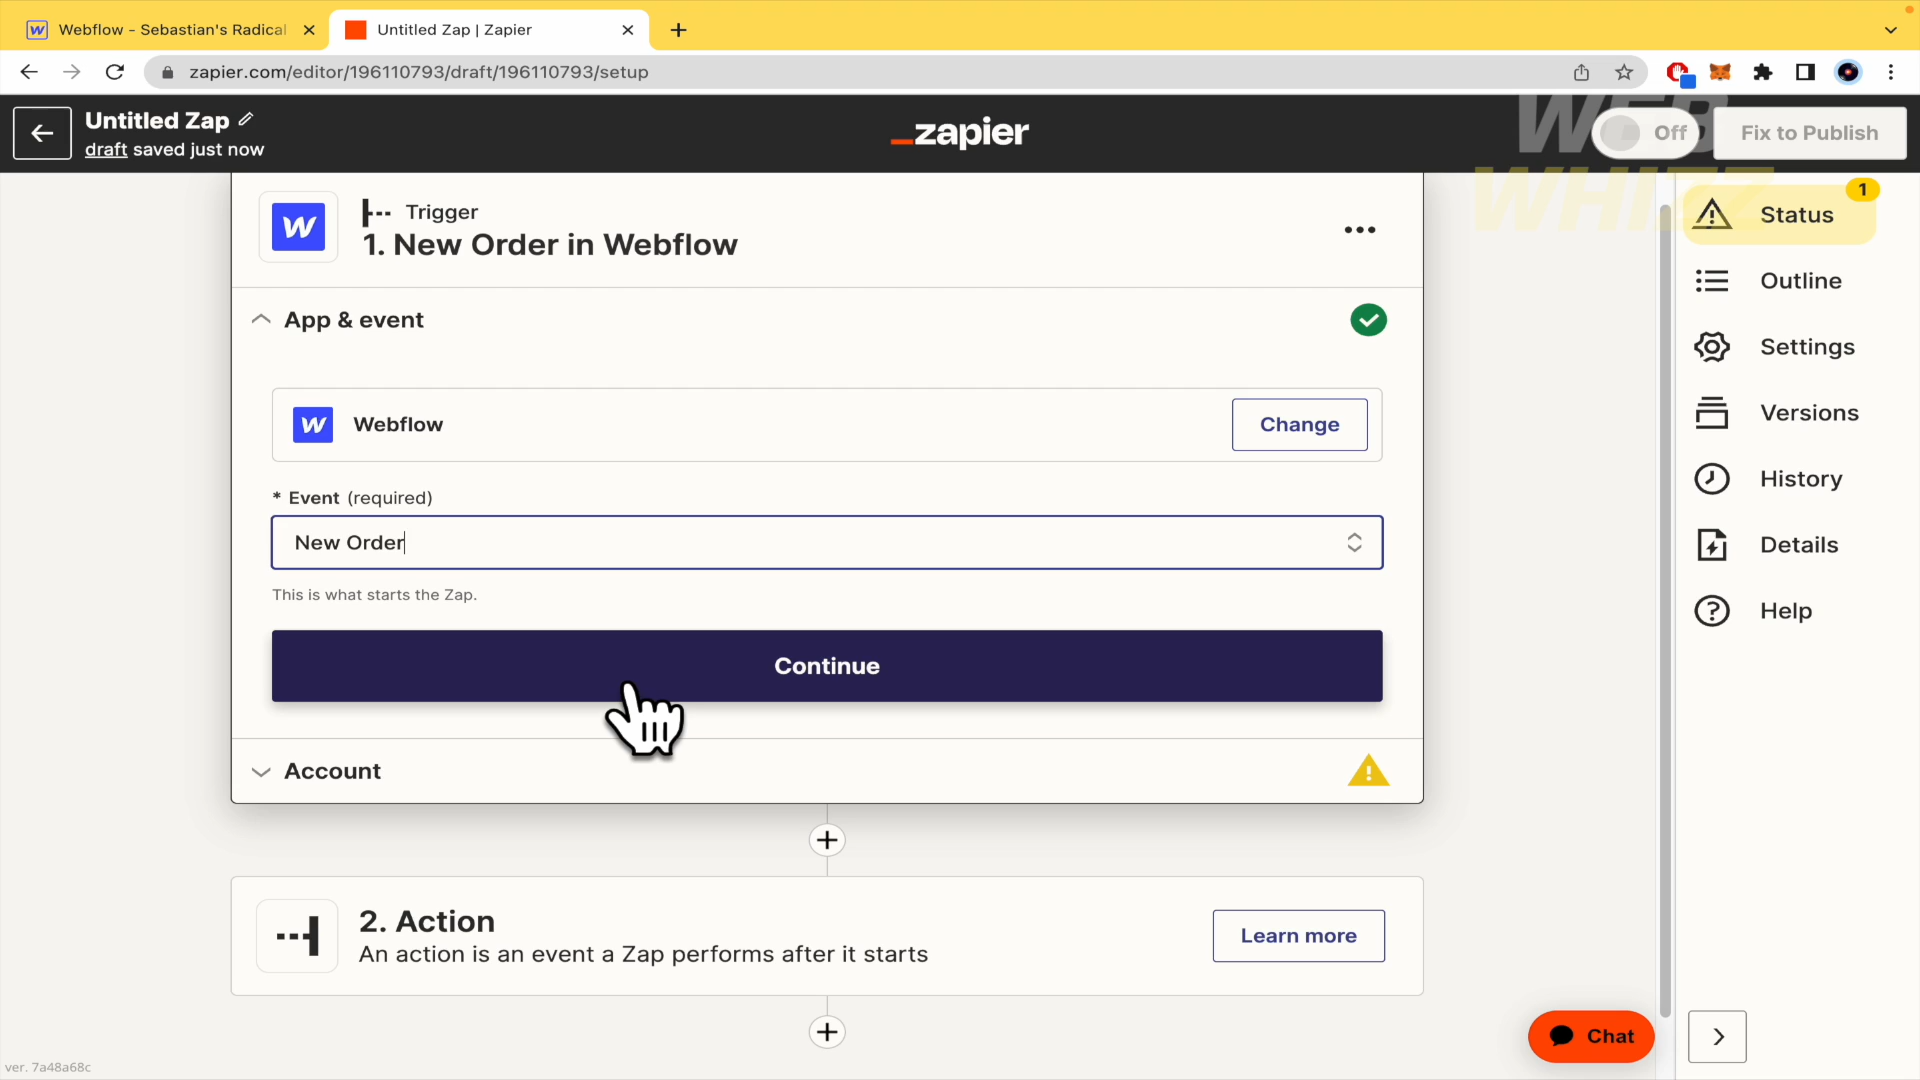 Webflow - Sebastian's Radical
Untitled Zap | Zapier
zapier.com/editor/196110793/draft/196110793/setup
Untitled Zap
draft saved just now
_zapier
WEB
WHIZZ
Off
Fix to Publish
Trigger
1. New Order in Webflow
App & event
Webflow
Change
* Event (required)
New Order
This is what starts the Zap.
Continue
Account
2. Action
An action is an event a Zap performs after it starts
Learn more
1
Status
Outline
Settings
Versions
History
Details
Help
Chat
ver. 7a48a68c